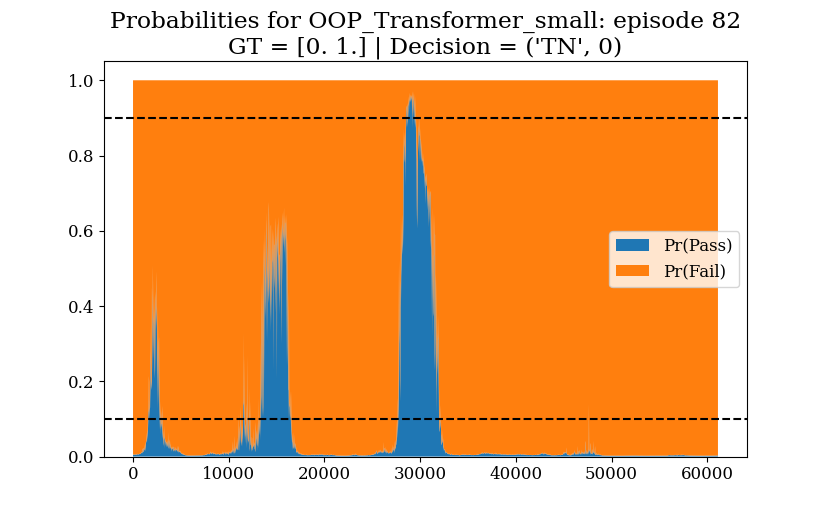 Probabilities for OOP_Transformer_small: episode 82
GT = [0. 1.] | Decision = ('TN', 0)
1.0
0.8
0.6
0.4
0.2
0.0
Pr(Pass)
Pr(Fail)
0 10000 20000 30000 40000 50000 60000